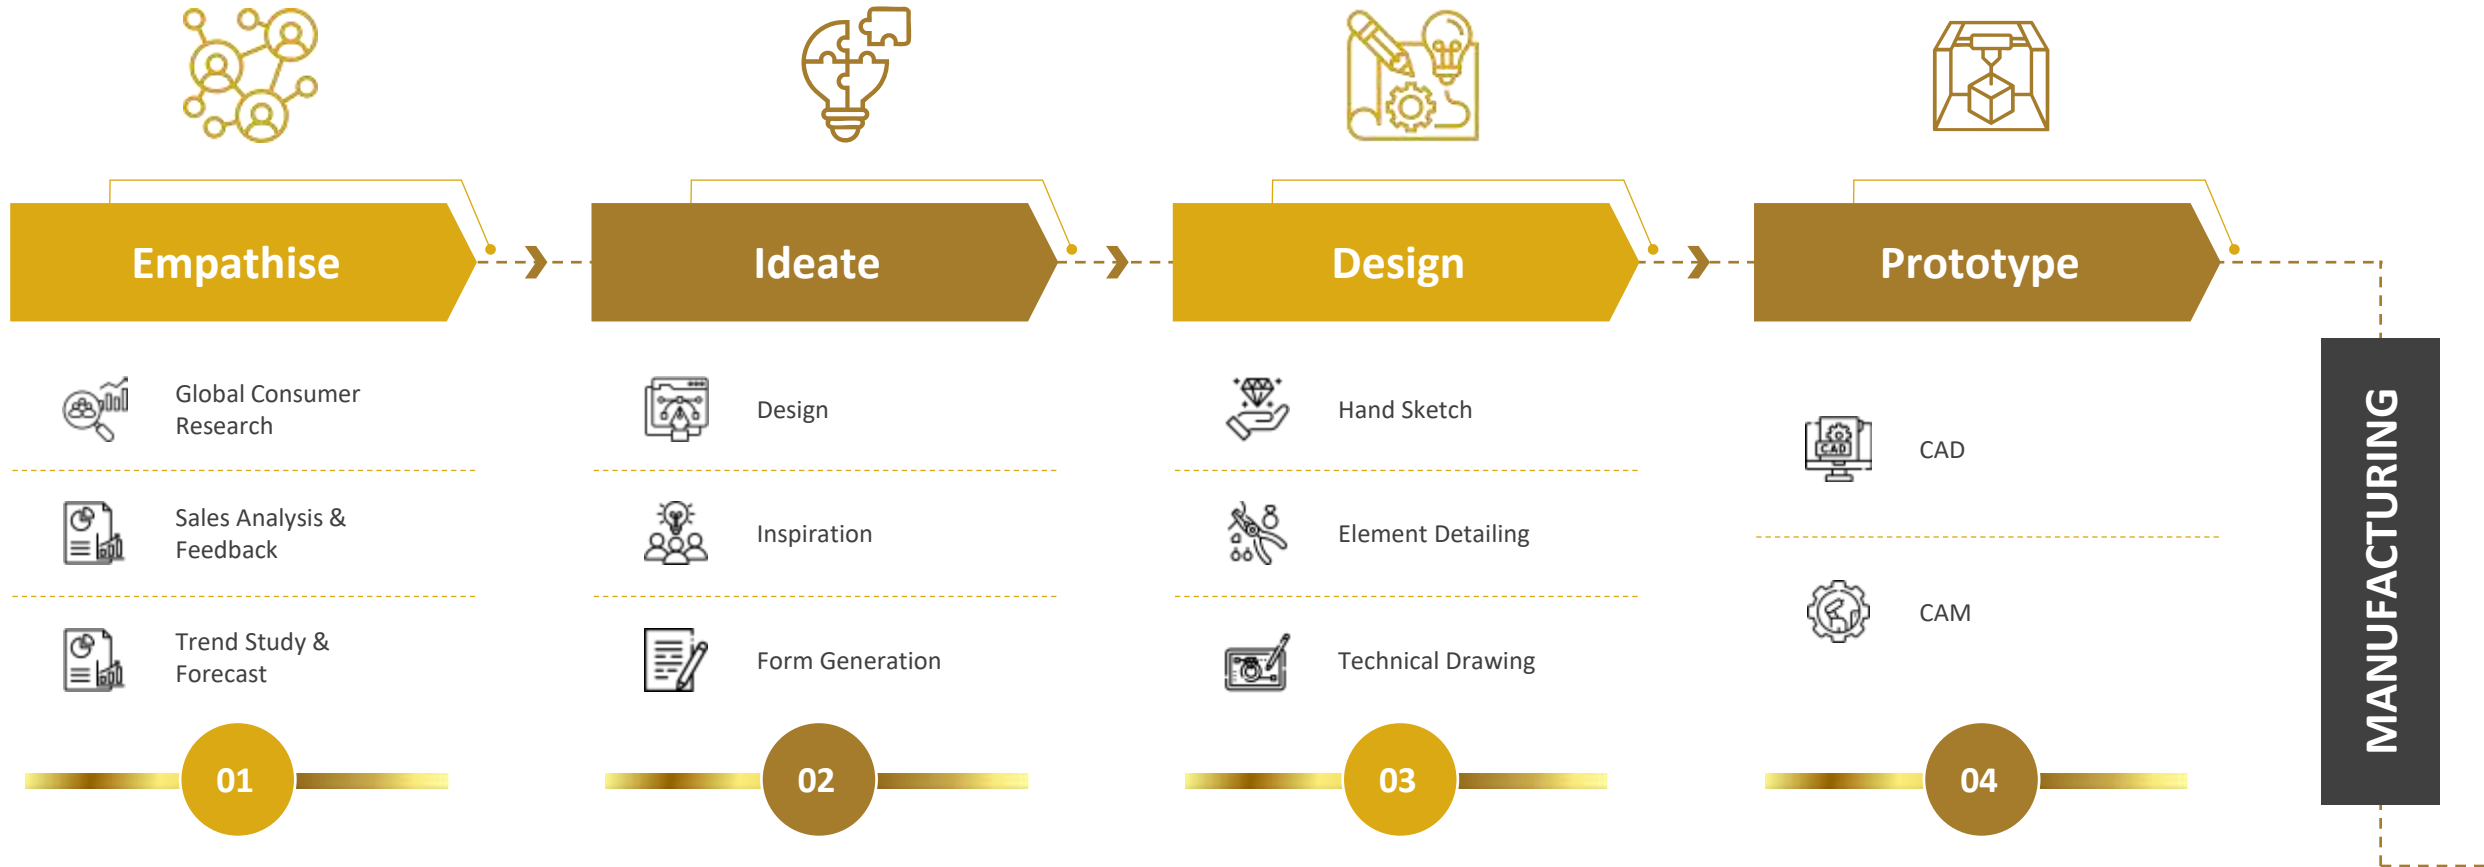 Empathise
Global Consumer
Research
Sales Analysis &
Feedback
Trend Study &
Forecast
01
Ideate
Design
Inspiration
Form Generation
02
Design
Hand Sketch
Element Detailing
Technical Drawing
03
Prototype
CAD
CAD
CAM
04
MANUFACTURING